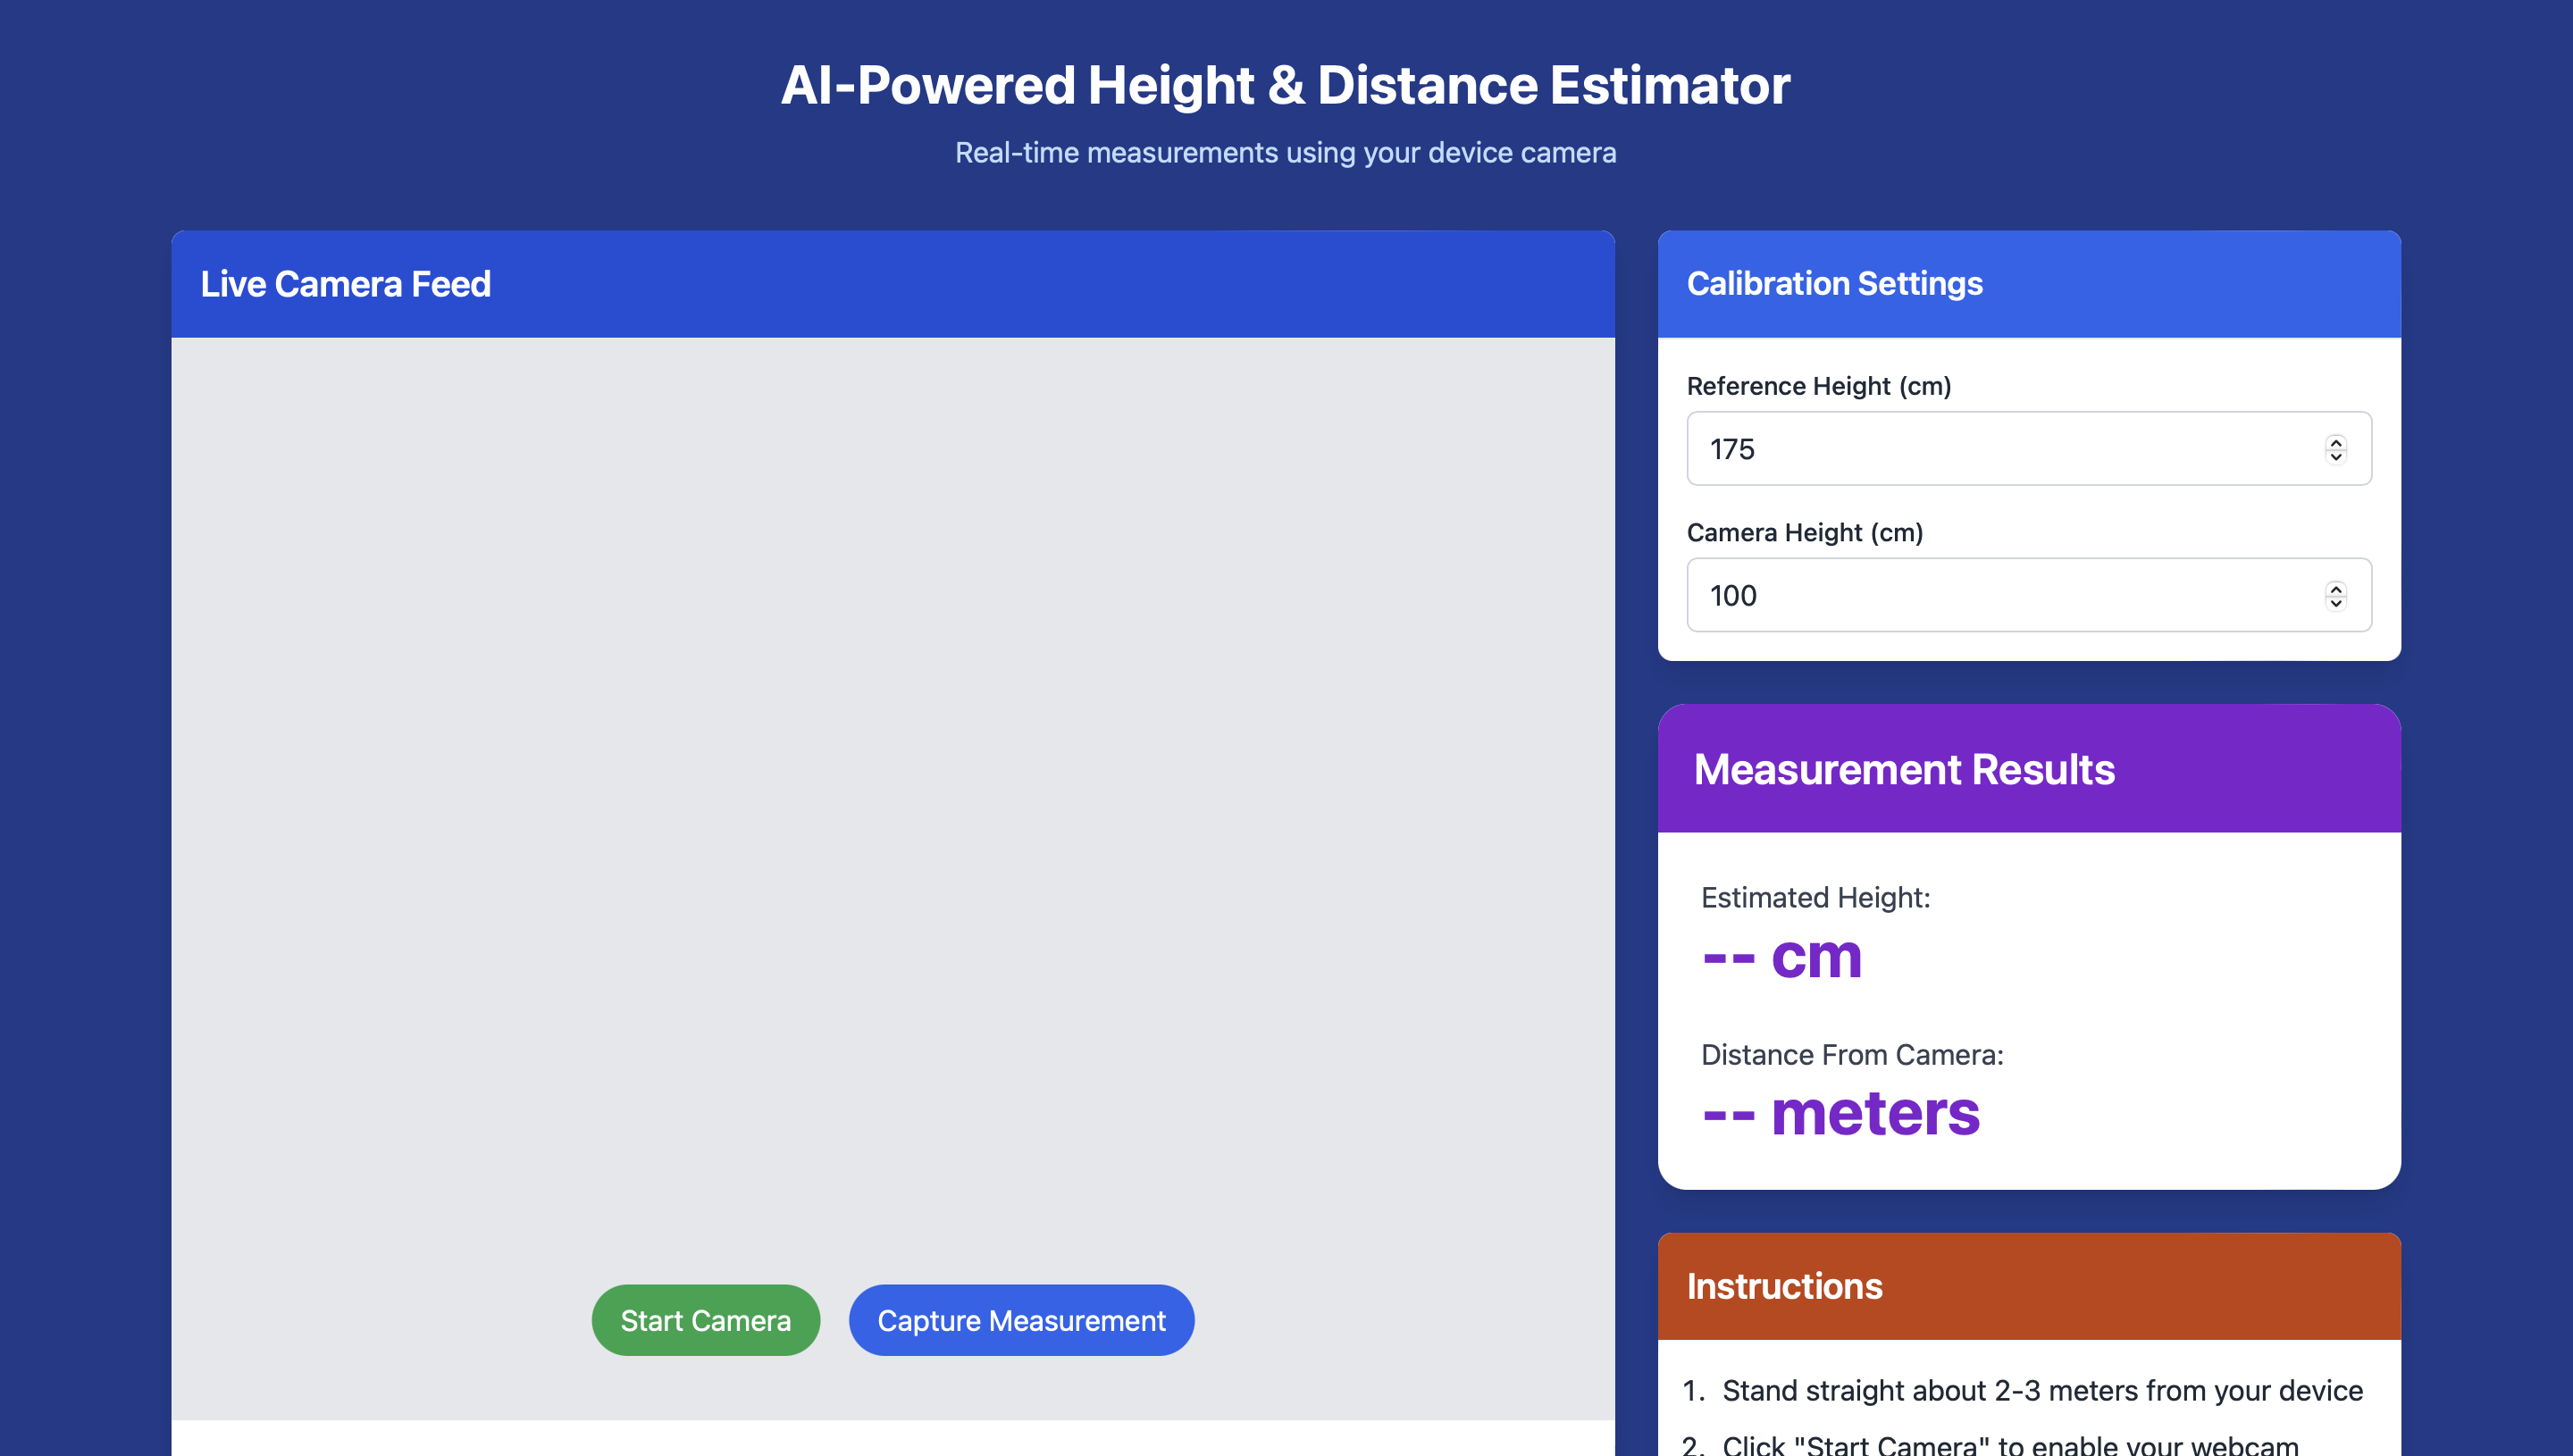 AI-Powered Height & Distance Estimator
Real-time measurements using your device camera
Live Camera Feed
Start Camera
Capture Measurement
Calibration Settings
Reference Height (cm)
175
Camera Height (cm)
100
Measurement Results
Estimated Height:
-- cm
Distance From Camera:
-- meters
Instructions
1. Stand straight about 2-3 meters from your device
2. Click "Start Camera" to enable your webcam